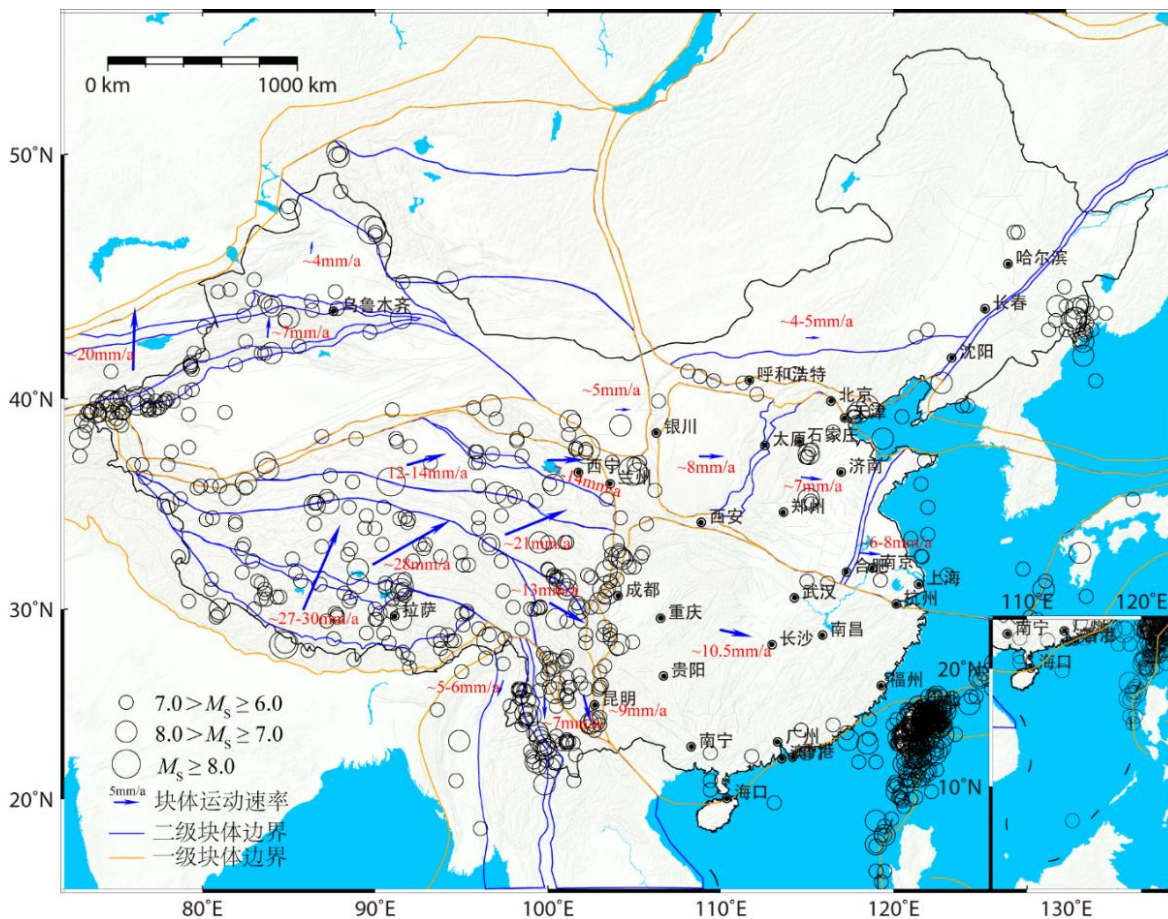 0 km 1000 km
50°N
40°N
30°N
20°N
80°E 90°E 100°E 110°E 120°E 130°E
~4mm/a
乌鲁木齐
~7mm/a
~20mm/a
哈尔滨
长春
沈阳
~4-5mm/a
呼和浩特
北京
天津
~5mm/a
银川
太原
石家庄
济南
~8mm/a
~7mm/a
12-14mm/a
西宁
兰州
~14mm/a
西安
郑州
~21mm/a
~28mm/a
~6-8mm/a
合肥
南京
上海
~13mm/a
成都
武汉
杭州
~27-30mm/a
拉萨
重庆
~10.5mm/a
长沙
南昌
贵阳
~5-6mm/a
昆明
~9mm/a
~7mm/a
福州
南宁
广州
海口
110°E 120°E
南宁
广州
香港
海口
20°N
10°N
7.0 > Ms ≥ 6.0
8.0 > Ms ≥ 7.0
Ms ≥ 8.0
5mm/a
块体运动速率
二级块体边界
一级块体边界